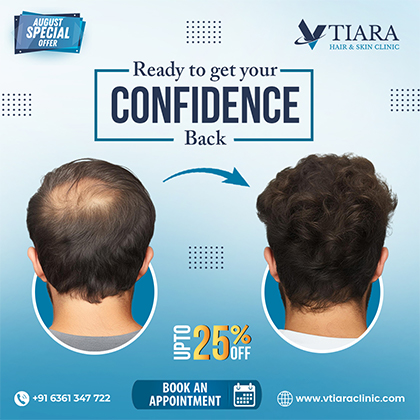 AUGUST
SPECIAL
OFFER
VTIARA
HAIR & SKIN CLINIC
Ready to get your
CONFIDENCE
Back
UPTO 25% OFF
+91 6361 347 722
BOOK AN
APPOINTMENT
www.vtiaraclinic.com